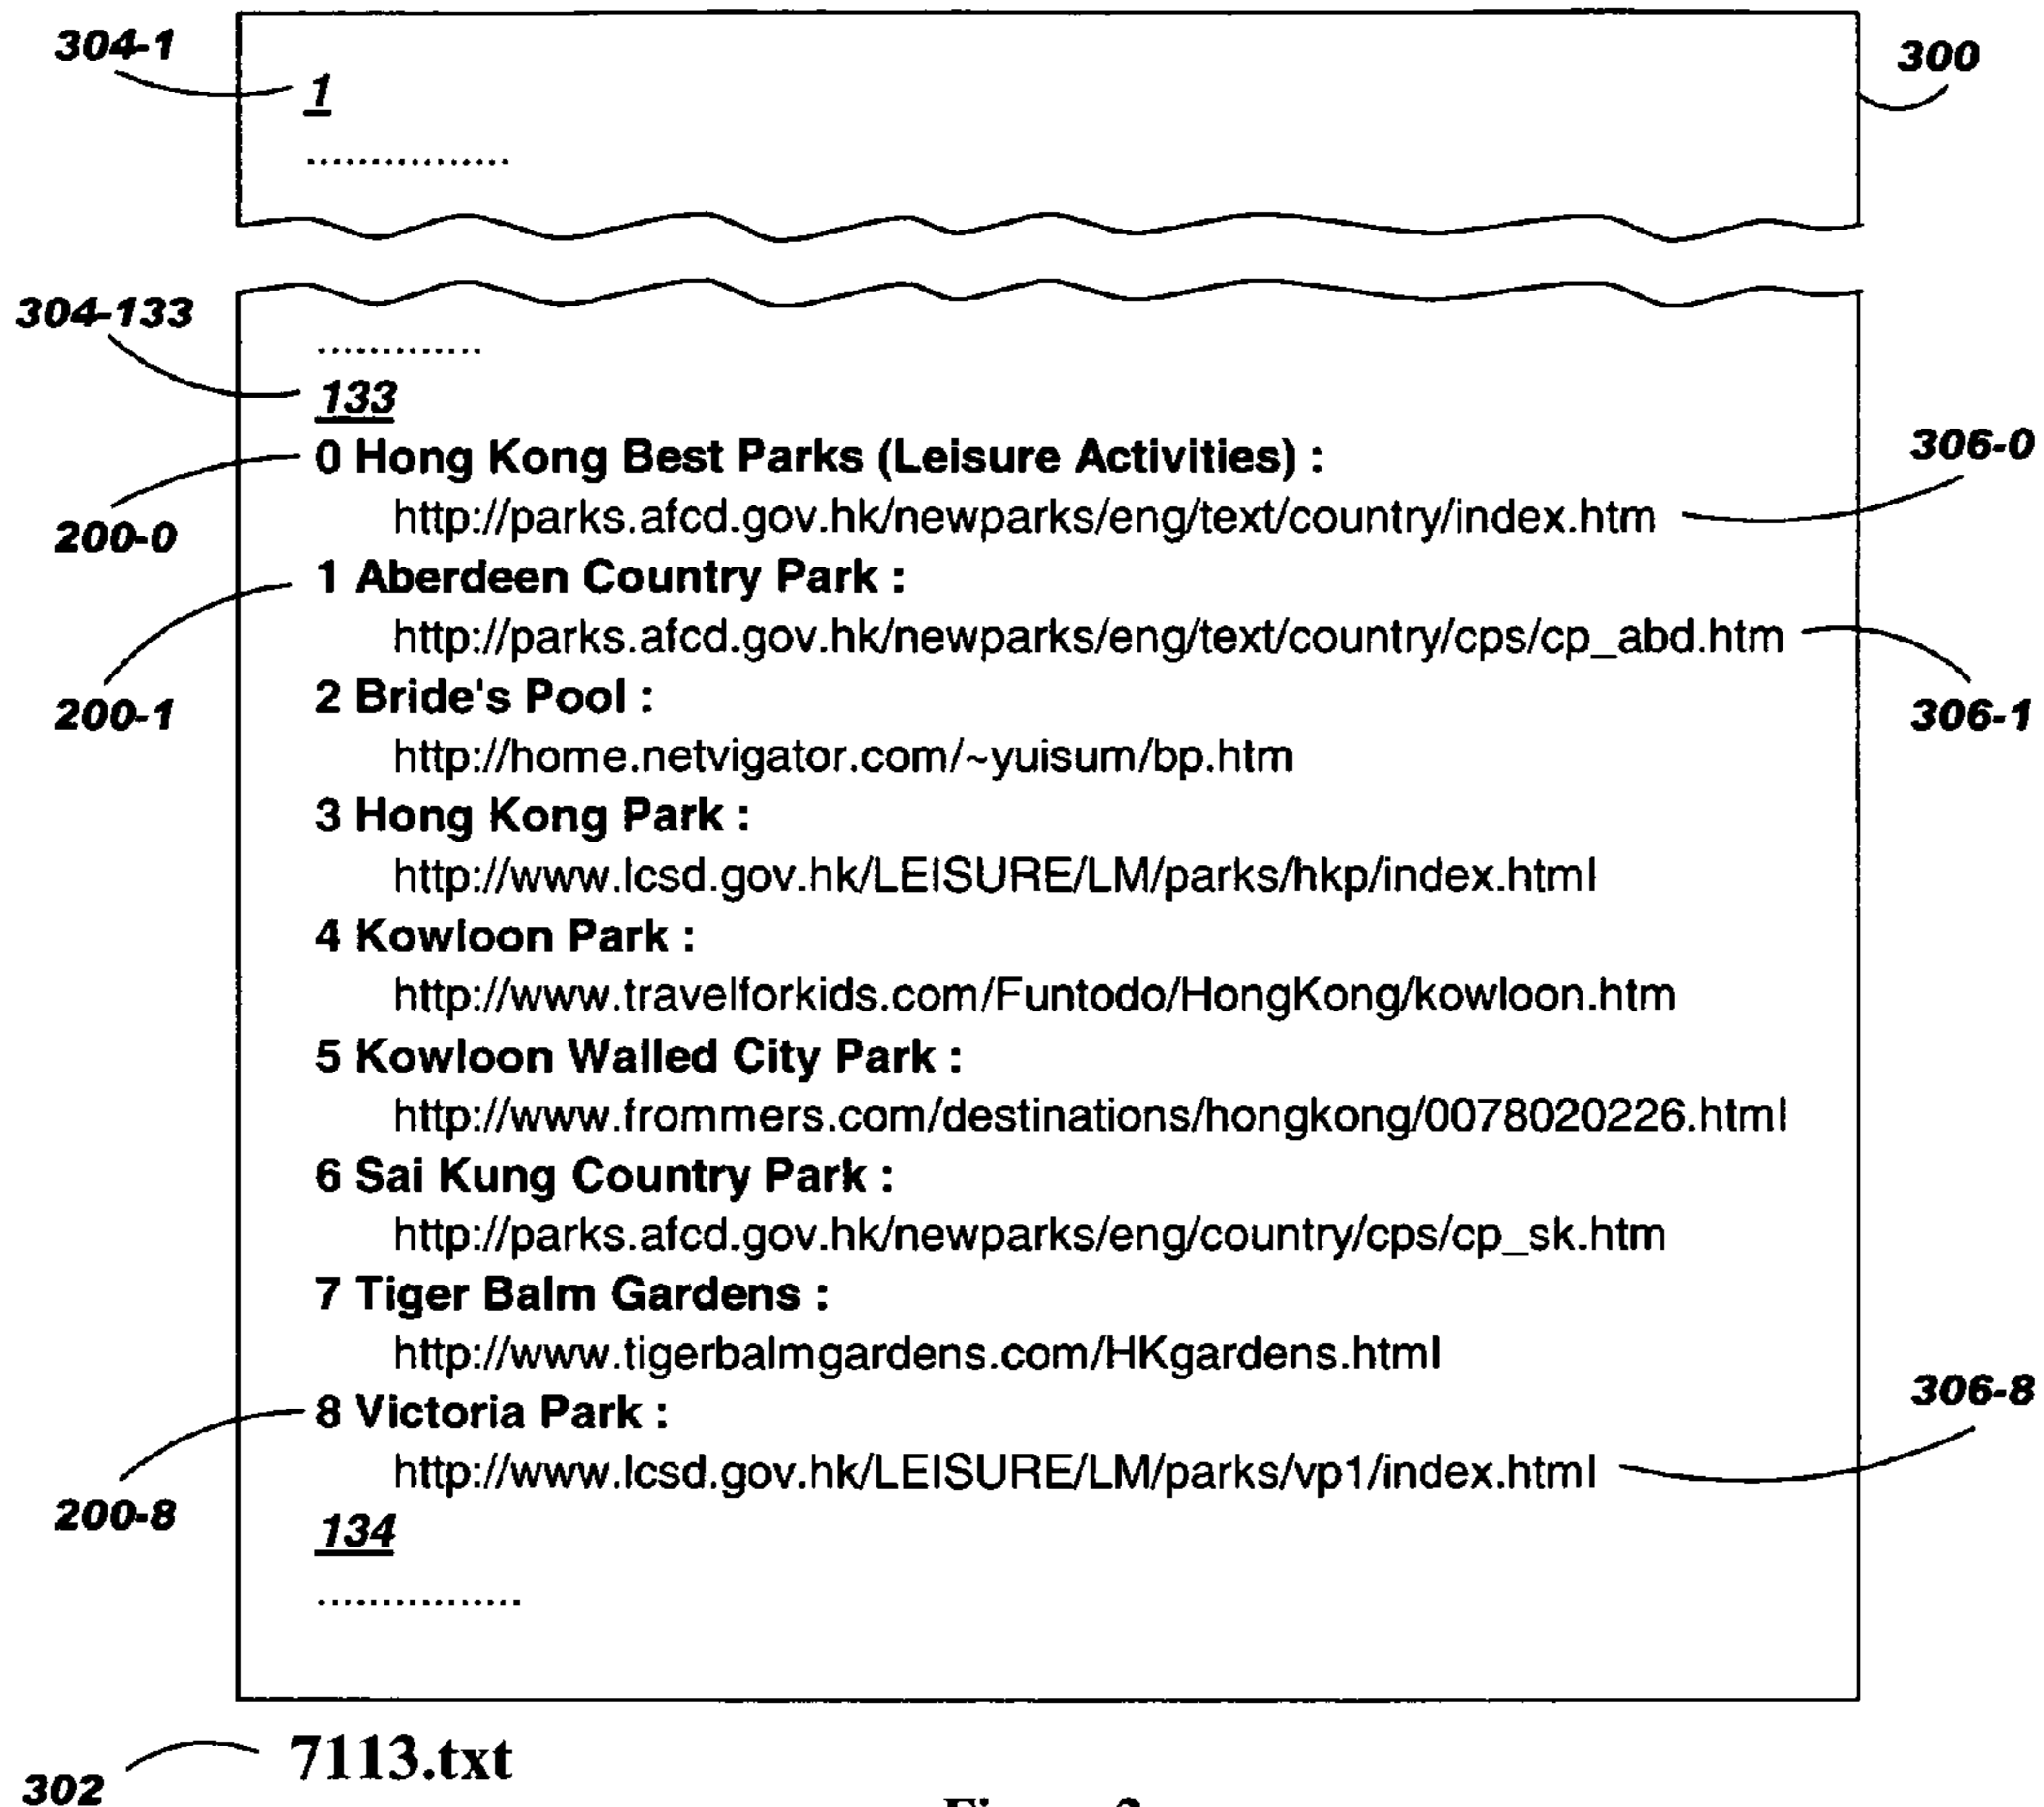 304-1
300
1
...............
304-133
.............
133
0 Hong Kong Best Parks (Leisure Activities) :
306-0
http://parks.afcd.gov.hk/newparks/eng/text/country/index.htm
200-0
1 Aberdeen Country Park :
http://parks.afcd.gov.hk/newparks/eng/text/country/cps/cp_abd.htm
200-1
306-1
2 Bride's Pool :
http://home.netvigator.com/~yuisum/bp.htm
3 Hong Kong Park :
http://www.lcsd.gov.hk/LEISURE/LM/parks/hkp/index.html
4 Kowloon Park :
http://www.travelforkids.com/Funtodo/HongKong/kowloon.htm
5 Kowloon Walled City Park :
http://www.frommers.com/destinations/hongkong/0078020226.html
6 Sai Kung Country Park :
http://parks.afcd.gov.hk/newparks/eng/country/cps/cp_sk.htm
7 Tiger Balm Gardens :
http://www.tigerbalmgardens.com/HKgardens.html
306-8
8 Victoria Park :
http://www.lcsd.gov.hk/LEISURE/LM/parks/vp1/index.html
200-8
134
................
7113.txt
302